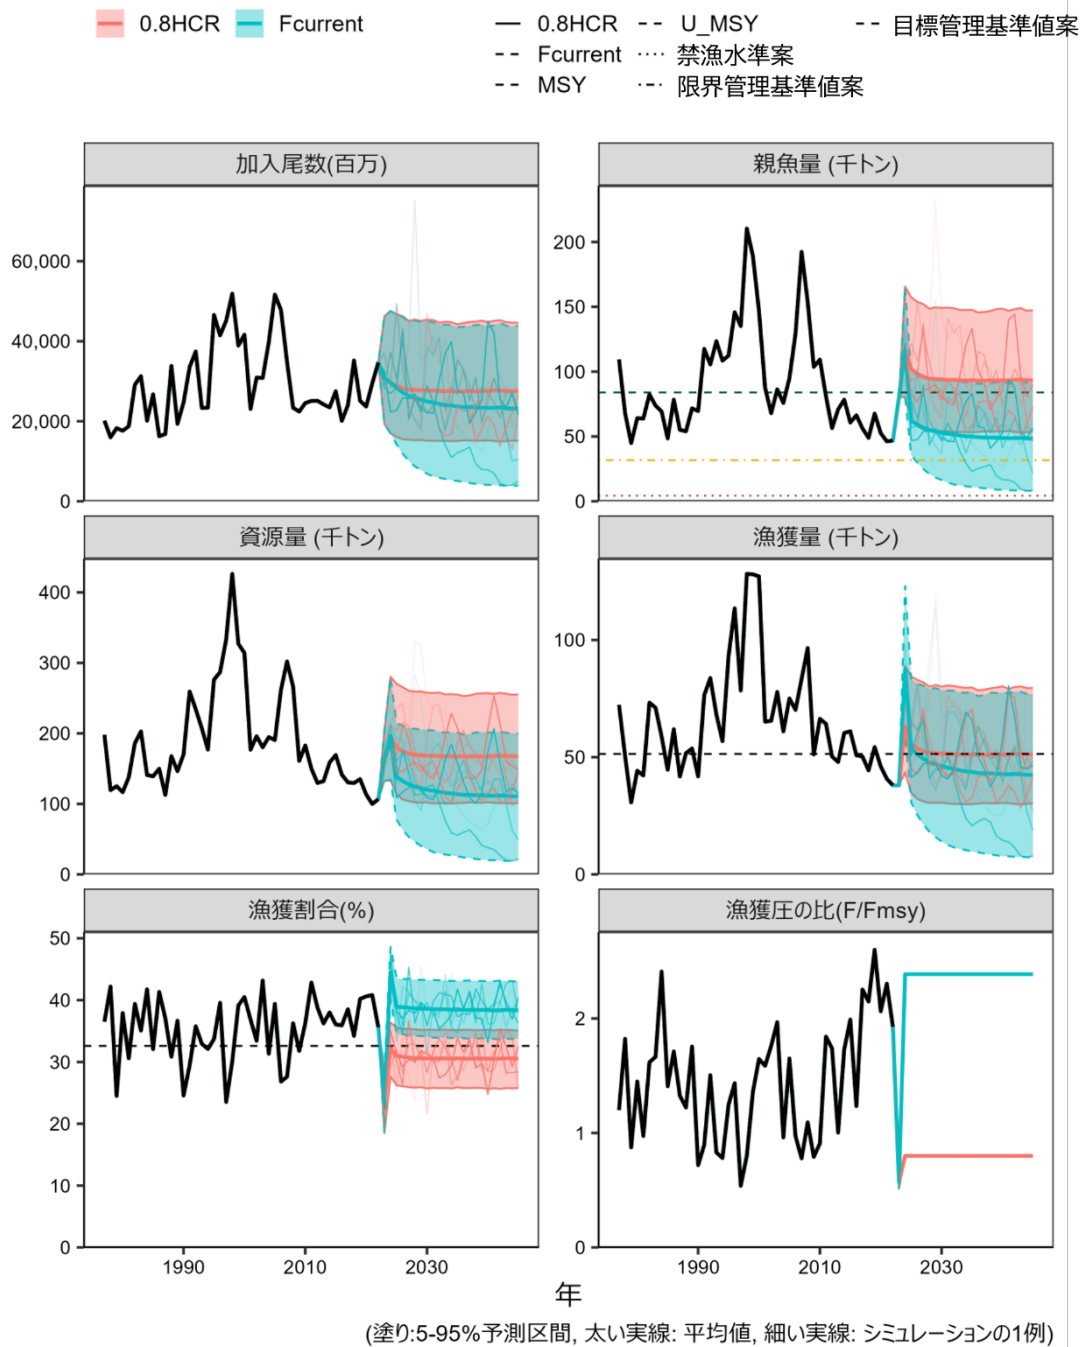 0.8HCR Fcurrent 0.8HCR U_MSY 目標管理基準値案
Fcurrent 禁漁水準案
MSY 限界管理基準値案
加入尾数(百万) 親魚量 (千トン)
60,000
40,000
20,000
0
200
150
100
50
0
資源量 (千トン) 漁獲量 (千トン)
400
300
200
100
0
100
50
0
漁獲割合(%) 漁獲圧の比(F/Fmsy)
50
40
30
20
10
0
2
1
0
1990 2010 2030 1990 2010 2030
年
(塗り:5-95%予測区間, 太い実線: 平均値, 細い実線: シミュレーションの1例)